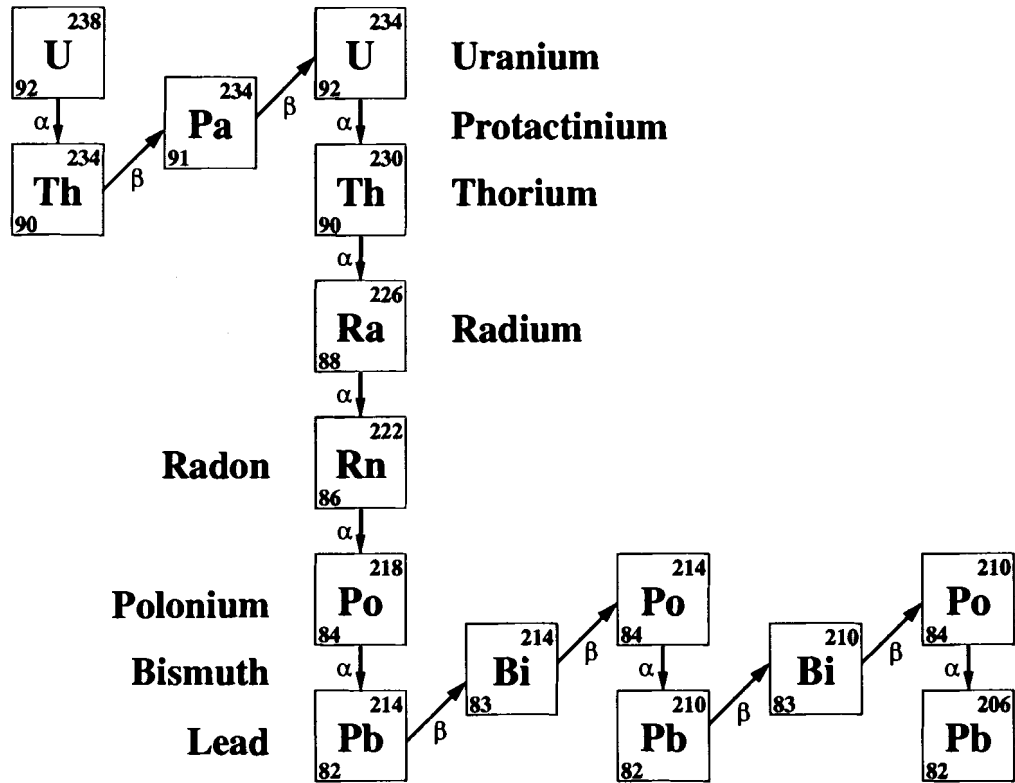 238 234
U U Uranium
92 234 92
α Pa β α Protactinium
234 91 230
Th β Th Thorium
90 90
α
226
Ra Radium
88
α
222
Radon Rn
86
α
218 214 210
Polonium Po Po Po
84 214 84 210 84
Bismuth α Bi β α Bi β α
214 83 210 83 206
Lead Pb β Pb β Pb
82 82 82